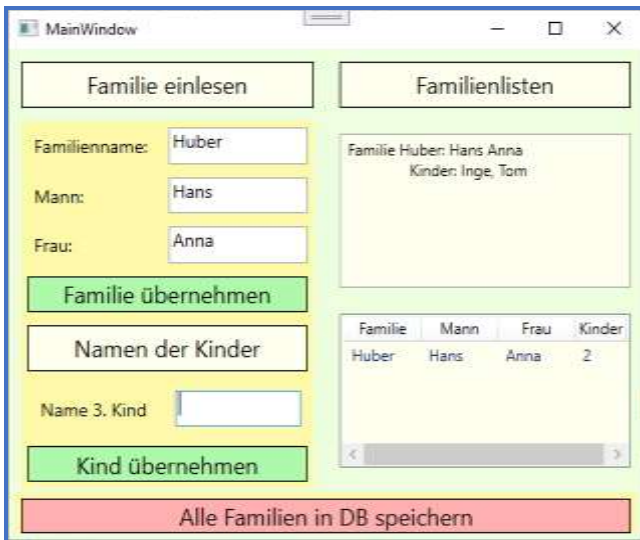 MainWindow
Familie einlesen
Familienname: Huber
Mann: Hans
Frau: Anna
Familie übernehmen
Namen der Kinder
Name 3. Kind
Kind übernehmen
Familienlisten
Familie Huber: Hans Anna
Kinder: Inge, Tom
Familie Mann Frau Kinder
Huber Hans Anna 2
Alle Familien in DB speichern